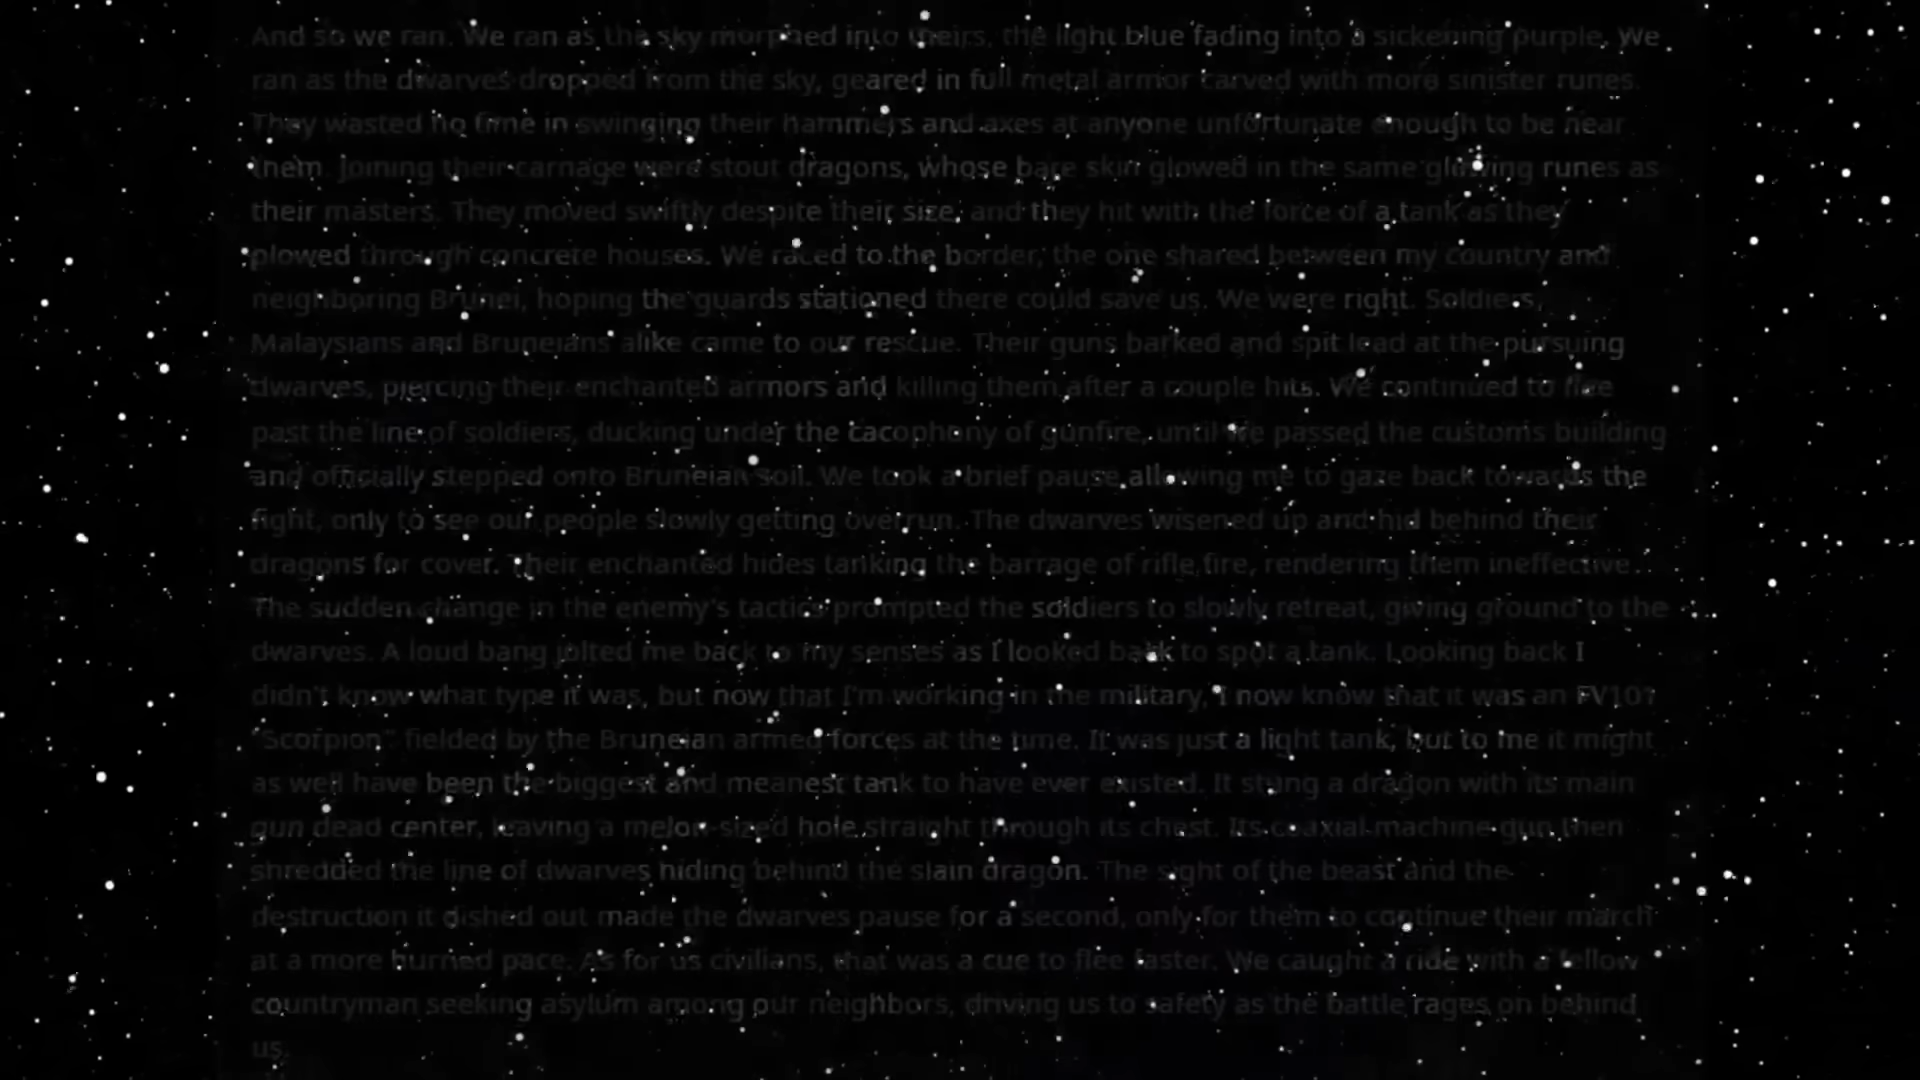 And so we ran. We ran as the sky morphed into theirs, the light blue fading into a sickening purple. We
ran as the dwarves dropped from the sky, geared in full metal armor carved with more sinister runes.
They wasted no time in swinging their hammers and axes at anyone unfortunate enough to be near
them. Joining their carnage were stout dragons, whose bare skin glowed in the same glowing runes as
their masters. They moved swiftly despite their size, and they hit with the force of a tank as they
plowed through concrete houses. We raced to the border, the one shared between my country and
neighboring Brunei, hoping the guards stationed there could save us. We were right. Soldiers,
Malaysians and Bruneians alike came to our rescue. Their guns barked and spit lead at the pursuing
dwarves, piercing their enchanted armors and killing them after a couple hits. We continued to flee
past the line of soldiers, ducking under the cacophony of gunfire, until we passed the customs building
and officially stepped onto Bruneian soil. We took a brief pause allowing me to gaze back towards the
fight, only to see our people slowly getting overrun. The dwarves wisened up and hid behind their
dragons for cover. Their enchanted hides tanking the barrage of rifle fire, rendering them ineffective.
The sudden change in the enemy's tactics prompted the soldiers to slowly retreat, giving ground to the
dwarves. A loud bang jolted me back to my senses as I looked back to spot a tank. Looking back I
didn't know what type it was, but now that I'm working in the military, I now know that it was an FV101
"Scorpion" fielded by the Bruneian armed forces at the time. It was just a light tank, but to me it might
as well have been the biggest and meanest tank to have ever existed. It stung a dragon with its main
gun dead center, leaving a melon-sized hole straight through its chest. Its coaxial machine gun then
shredded the line of dwarves hiding behind the slain dragon. The sight of the beast and the
destruction it dished out made the dwarves pause for a second, only for them to continue their march
at a more hurried pace. As for us civilians, that was a cue to flee faster. We caught a ride with a fellow
countryman seeking asylum among our neighbors, driving us to safety as the battle rages on behind
us.